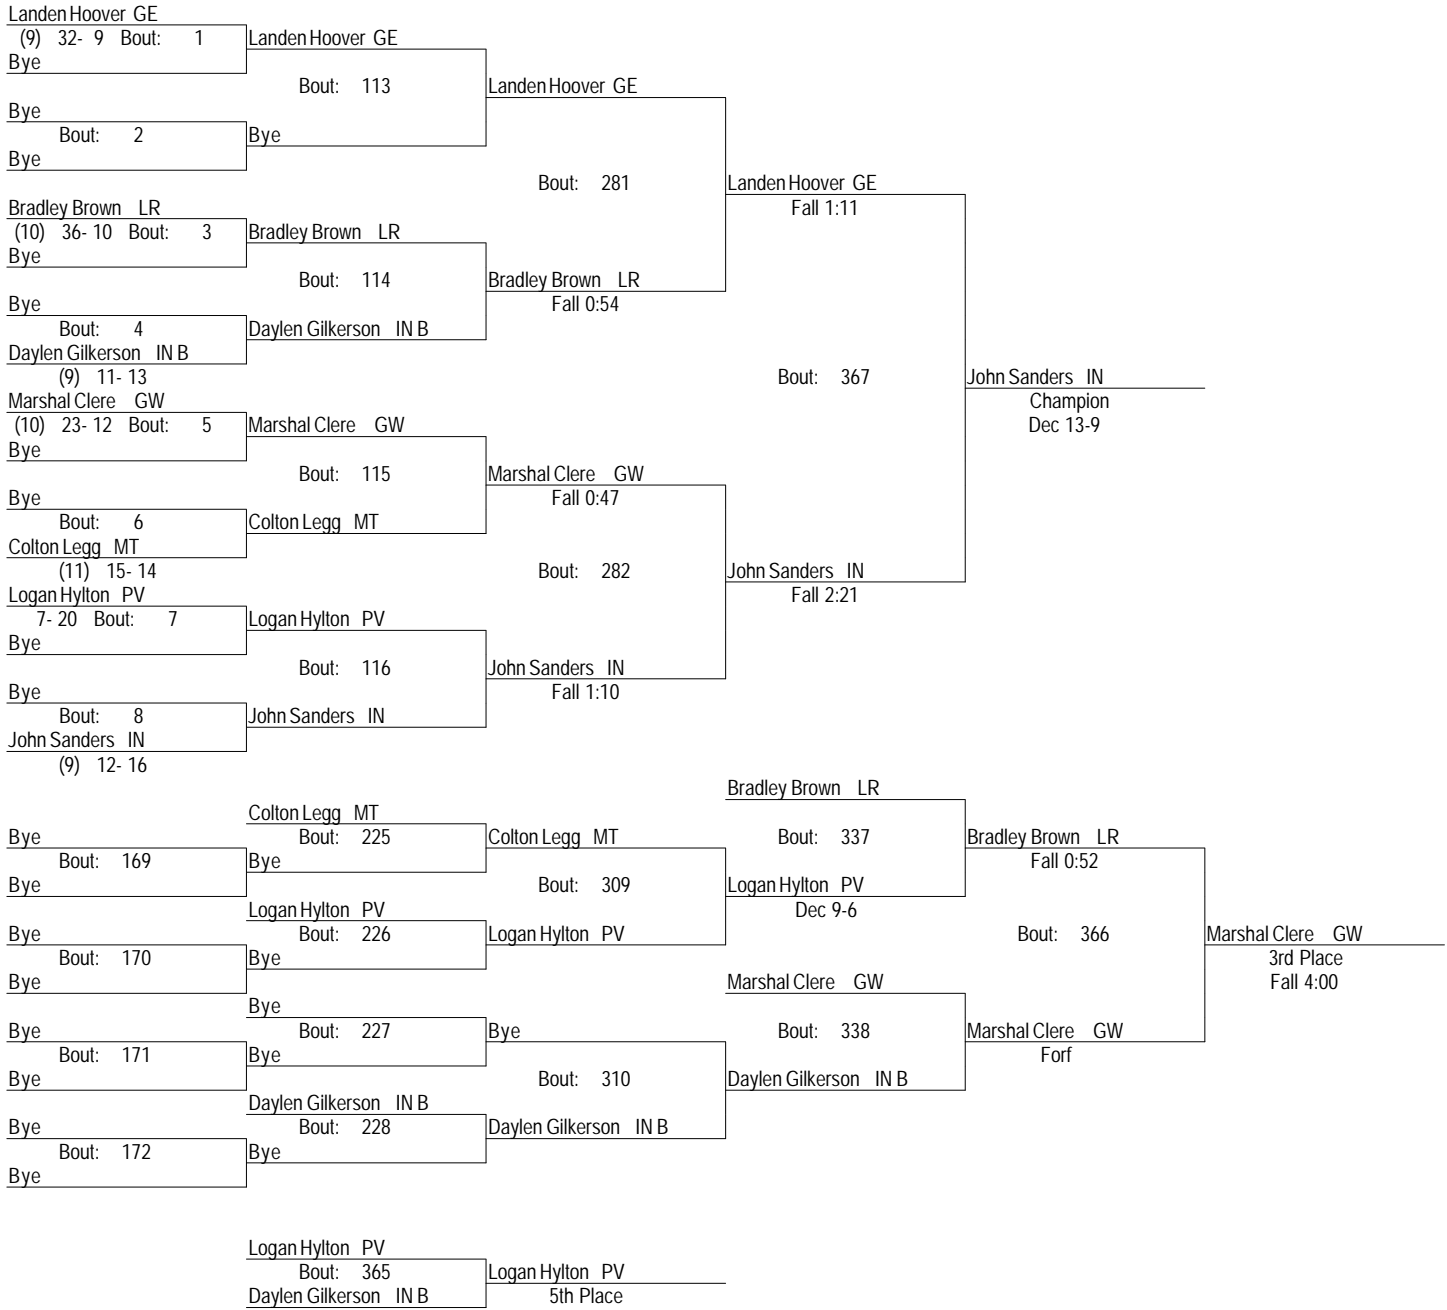 Landen Hoover GE
(9) 32- 9 Bout: 1 Landen Hoover GE
Bye
Bout: 113 Landen Hoover GE
Bye
Bout: 2 Bye
Bye
Bout: 281 Landen Hoover GE
Bradley Brown LR Fall 1:11
(10) 36- 10 Bout: 3 Bradley Brown LR
Bye
Bout: 114 Bradley Brown LR
Bye Fall 0:54
Bout: 4 Daylen Gilkerson IN B
Daylen Gilkerson IN B
(9) 11- 13 Bout: 367 John Sanders IN
Marshal Clere GW Champion
(10) 23- 12 Bout: 5 Marshal Clere GW Dec 13-9
Bye
Bout: 115 Marshal Clere GW
Bye Fall 0:47
Bout: 6 Colton Legg MT
Colton Legg MT
(11) 15- 14 Bout: 282 John Sanders IN
Logan Hylton PV Fall 2:21
7- 20 Bout: 7 Logan Hylton PV
Bye
Bout: 116 John Sanders IN
Bye Fall 1:10
Bout: 8 John Sanders IN
John Sanders IN
(9) 12- 16
Bradley Brown LR
Colton Legg MT
Bye Bout: 225 Colton Legg MT Bout: 337 Bradley Brown LR
Bout: 169 Bye Fall 0:52
Bye Bout: 309 Logan Hylton PV
Logan Hylton PV Dec 9-6
Bye Bout: 226 Logan Hylton PV Bout: 366 Marshal Clere GW
Bout: 170 Bye 3rd Place
Bye Marshal Clere GW Fall 4:00
Bye
Bye Bout: 227 Bye Bout: 338 Marshal Clere GW
Bout: 171 Bye Forf
Bye Bout: 310 Daylen Gilkerson IN B
Daylen Gilkerson IN B
Bye Bout: 228 Daylen Gilkerson IN B
Bout: 172 Bye
Bye
Logan Hylton PV
Bout: 365 Logan Hylton PV
Daylen Gilkerson IN B 5th Place